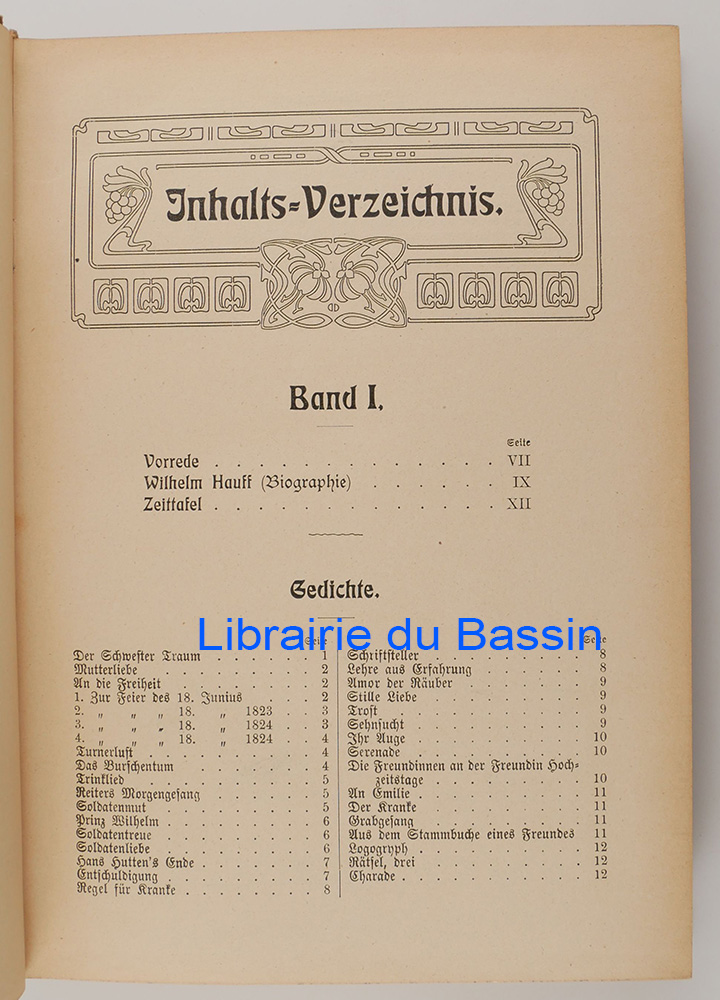 Inhalts=Verzeichnis.
Band I.
Seite
Vorrede . . . . . . . . . . . . . VII
Wilhelm Hauff (Biographie) . . . . . . IX
Zeittafel . . . . . . . . . . . . . XII
Gedichte.
Librairie du Bassin
Seite
Der Schwester Traum . . . . . . 1
Mutterliebe . . . . . . . . . 2
An die Freiheit . . . . . . . . 2
1. Zur Feier des 18. Junius . . . 2
2. „ „ „ 18. „ 1823 . . 3
3. „ „ „ 18. „ 1824 . . 3
4. „ „ „ 18. „ 1824 . . 4
Turnerlust . . . . . . . . . 4
Das Burschentum . . . . . . . 4
Trinklied . . . . . . . . . 5
Reiters Morgengesang . . . . . 5
Soldatenmut . . . . . . . . 5
Prinz Wilhelm . . . . . . . . 6
Soldatentreue . . . . . . . . 6
Soldatenliebe . . . . . . . . 6
Hans Hutten's Ende . . . . . . 7
Entschuldigung . . . . . . . . 7
Regel für Kranke . . . . . . . 8
Seite
Schriftsteller . . . . . . . . 8
Lehre aus Erfahrung . . . . . . 8
Amor der Räuber . . . . . . . 9
Stille Liebe . . . . . . . . . 9
Trost . . . . . . . . . . . 9
Sehnsucht . . . . . . . . . 9
Ihr Auge . . . . . . . . . 10
Serenade . . . . . . . . . 10
Die Freundinnen an der Freundin Hoch-
zeitstage . . . . . . . . 10
An Emilie . . . . . . . . . 11
Der Kranke . . . . . . . . 11
Grabgesang . . . . . . . . 11
Aus dem Stammbuche eines Freundes 11
Logogryph . . . . . . . . . 12
Rätsel, drei . . . . . . . . 12
Charade . . . . . . . . . . 12